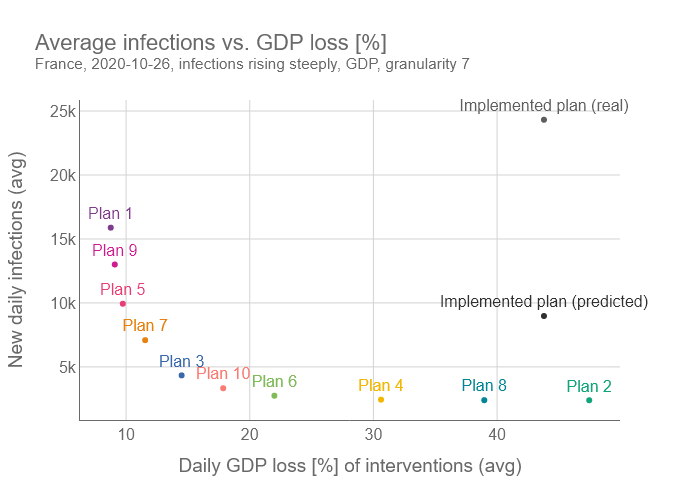 Average infections vs. GDP loss [%]
France, 2020-10-26, infections rising steeply, GDP, granularity 7
25k
Implemented plan (real)
20k
Plan 1
15k
Plan 9
Plan 5
10k
Implemented plan (predicted)
Plan 7
Plan 3
5k
Plan 10
Plan 6
Plan 4
Plan 8
Plan 2
10
20
30
40
New daily infections (avg)
Daily GDP loss [%] of interventions (avg)